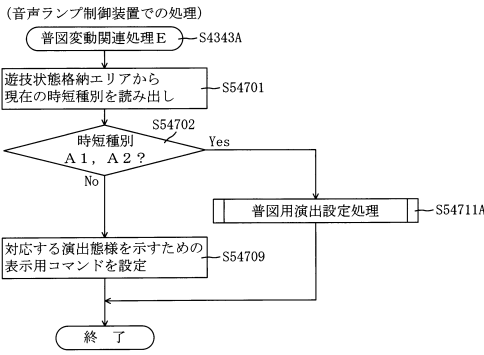 (音声ランプ制御装置での処理)
普図変動関連処理E
S4343A
遊技状態格納エリアから
現在の時短種別を読み出し
S54701
S54702
時短種別
A1,A2?
Yes
No
普図用演出設定処理
S54711A
対応する演出態様を示すための
表示用コマンドを設定
S54709
終 了